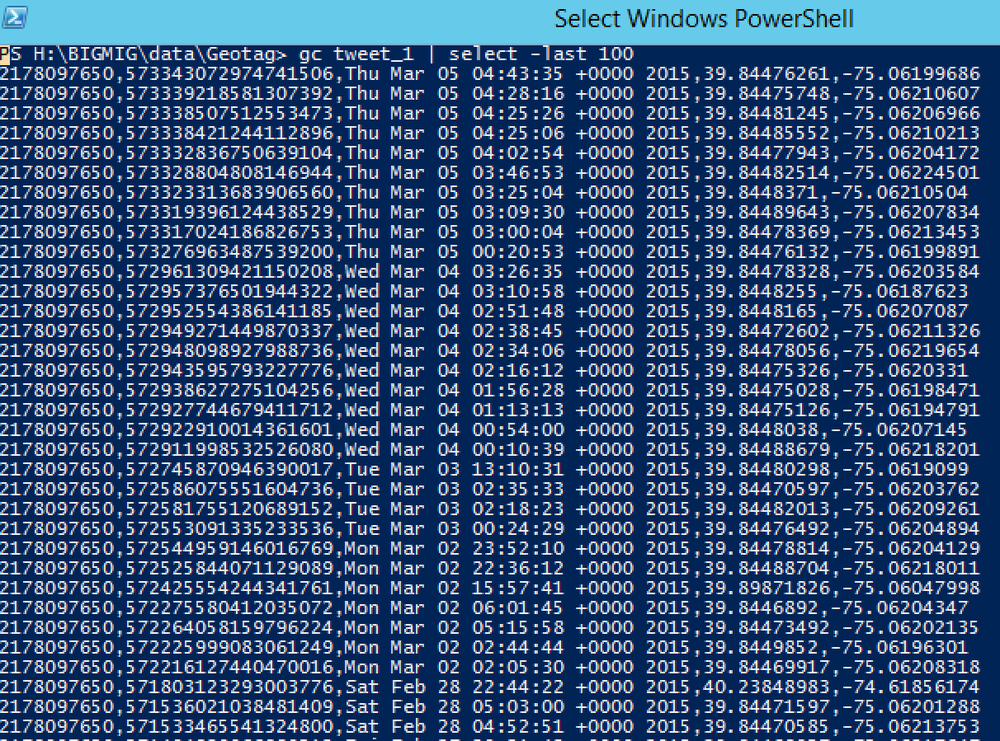 Select Windows PowerShell
PS H:\BIGMIG\data\Geotag> gc tweet_1 | select -last 100
2178097650,573343072974741506,Thu Mar 05 04:43:35 +0000 2015,39.84476261,-75.06199686
2178097650,573339218581307392,Thu Mar 05 04:28:16 +0000 2015,39.84475748,-75.06210607
2178097650,573338507512553473,Thu Mar 05 04:25:26 +0000 2015,39.84481245,-75.06206966
2178097650,573338421244112896,Thu Mar 05 04:25:06 +0000 2015,39.84485552,-75.06210213
2178097650,573332836750639104,Thu Mar 05 04:02:54 +0000 2015,39.84477943,-75.06204172
2178097650,573328804808146944,Thu Mar 05 03:46:53 +0000 2015,39.84482514,-75.06224501
2178097650,573323313683906560,Thu Mar 05 03:25:04 +0000 2015,39.8448371,-75.06210504
2178097650,573319396124438529,Thu Mar 05 03:09:30 +0000 2015,39.84489643,-75.06207834
2178097650,573317024186826753,Thu Mar 05 03:00:04 +0000 2015,39.84478369,-75.06213453
2178097650,573276963487539200,Thu Mar 05 00:20:53 +0000 2015,39.84476132,-75.06199891
2178097650,572961309421150208,Wed Mar 04 03:26:35 +0000 2015,39.84478328,-75.06203584
2178097650,572957376501944322,Wed Mar 04 03:10:58 +0000 2015,39.8448255,-75.06187623
2178097650,572952554386141185,Wed Mar 04 02:51:48 +0000 2015,39.8448165,-75.06207087
2178097650,572949271449870337,Wed Mar 04 02:38:45 +0000 2015,39.84472602,-75.06211326
2178097650,572948098927988736,Wed Mar 04 02:34:06 +0000 2015,39.84478056,-75.06219654
2178097650,572943595793227776,Wed Mar 04 02:16:12 +0000 2015,39.84475326,-75.0620331
2178097650,572938627275104256,Wed Mar 04 01:56:28 +0000 2015,39.84475028,-75.06198471
2178097650,572927744679411712,Wed Mar 04 01:13:13 +0000 2015,39.84475126,-75.06194791
2178097650,572922910014361601,Wed Mar 04 00:54:00 +0000 2015,39.8448038,-75.06207145
2178097650,572911998532526080,Wed Mar 04 00:10:39 +0000 2015,39.84488679,-75.06218201
2178097650,572745870946390017,Tue Mar 03 13:10:31 +0000 2015,39.84480298,-75.0619099
2178097650,572586075551604736,Tue Mar 03 02:35:33 +0000 2015,39.84470597,-75.06203762
2178097650,572581755120689152,Tue Mar 03 02:18:23 +0000 2015,39.84482013,-75.06209261
2178097650,572553091335233536,Tue Mar 03 00:24:29 +0000 2015,39.84476492,-75.06204894
2178097650,572544959146016769,Mon Mar 02 23:52:10 +0000 2015,39.84478814,-75.06204129
2178097650,572525844071129089,Mon Mar 02 22:36:12 +0000 2015,39.84488704,-75.06218011
2178097650,572425554244341761,Mon Mar 02 15:57:41 +0000 2015,39.89871826,-75.06047998
2178097650,572275580412035072,Mon Mar 02 06:01:45 +0000 2015,39.8446892,-75.06204347
2178097650,572264058159796224,Mon Mar 02 05:15:58 +0000 2015,39.84473492,-75.06202135
2178097650,572225999083061249,Mon Mar 02 02:44:44 +0000 2015,39.8449852,-75.06196301
2178097650,572216127440470016,Mon Mar 02 02:05:30 +0000 2015,39.84469917,-75.06208318
2178097650,571803123293003776,Sat Feb 28 22:44:22 +0000 2015,40.23848983,-74.61856174
2178097650,571536021038481409,Sat Feb 28 05:03:00 +0000 2015,39.84471597,-75.06201288
2178097650,571533465541324800,Sat Feb 28 04:52:51 +0000 2015,39.84470585,-75.06213753